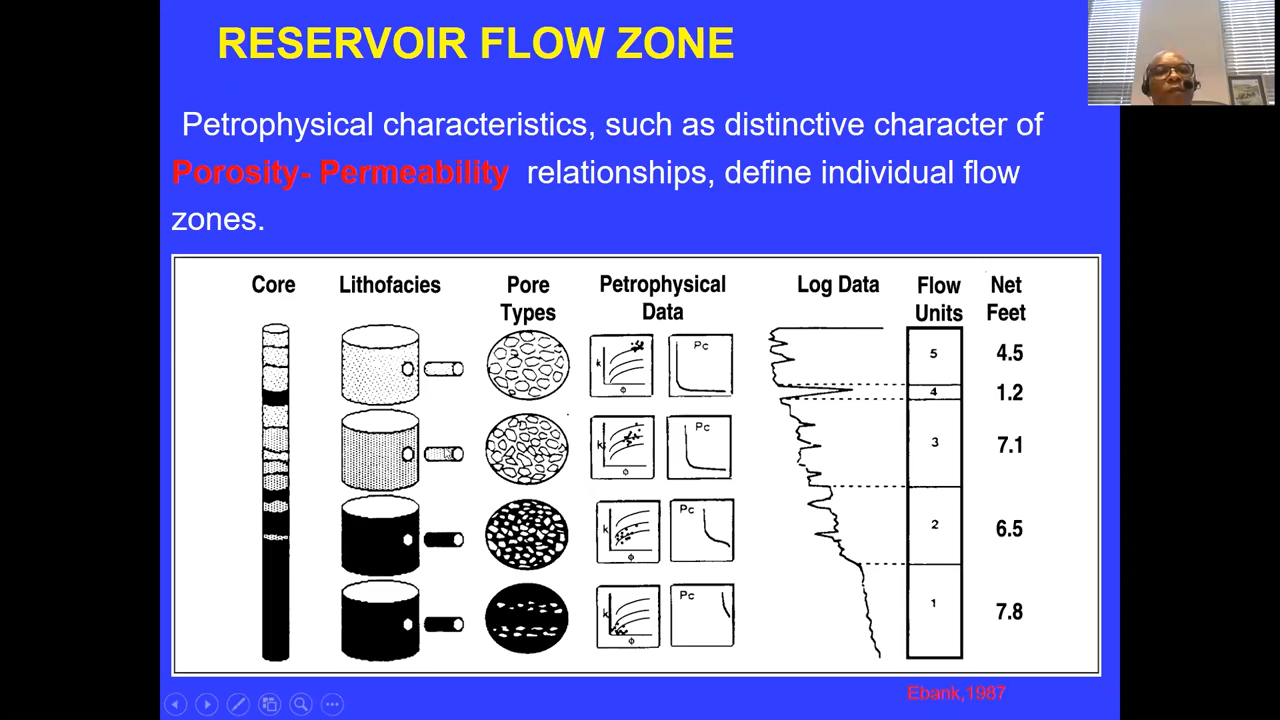 RESERVOIR FLOW ZONE
Petrophysical characteristics, such as distinctive character of
Porosity- Permeability relationships, define individual flow
zones.
Core Lithofacies Pore Types Petrophysical Data Log Data Flow Units Net Feet
k Φ Pc 5 4.5
4 1.2
k Φ Pc 3 7.1
k Φ Pc 2 6.5
k Φ Pc 1 7.8
Ebank,1987